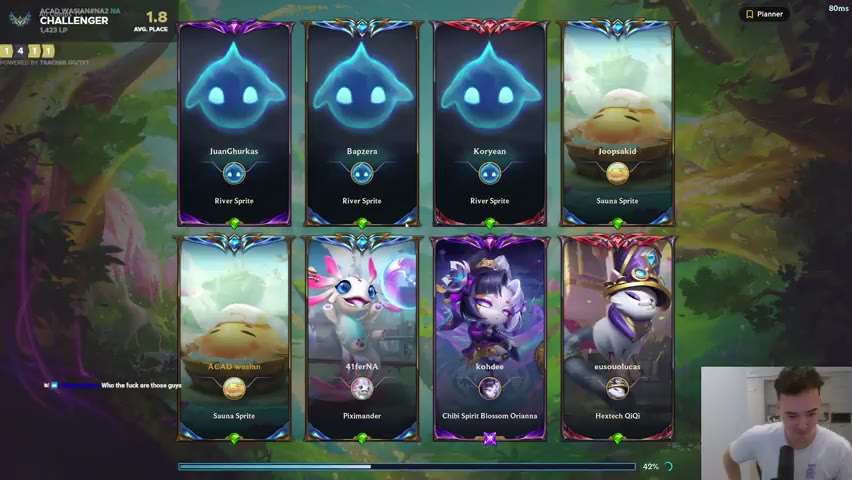 ACAD WASIAN#NA2 NA
CHALLENGER
1,423 LP
1.8
AVG. PLACE
1 4 1 1
POWERED BY TRACKER.GG/TFT
Planner
80ms
JuanGhurkas
River Sprite
Bapzera
River Sprite
Koryean
River Sprite
Joopsakid
Sauna Sprite
ACAD wasian
Sauna Sprite
41ferNA
Piximander
kohdee
Chibi Spirit Blossom Orianna
eusouolucas
Hextech QiQi
Who the fuck are those guys
42%